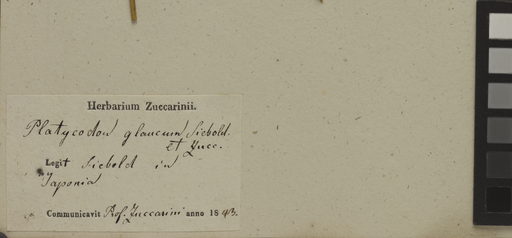 Herbarium Zuccarinii.
Platycodon glaucum, Siebold.
et Zucc.
Legit Siebold in
Japonia
Communicavit Prof. Zuccarini anno 1843.